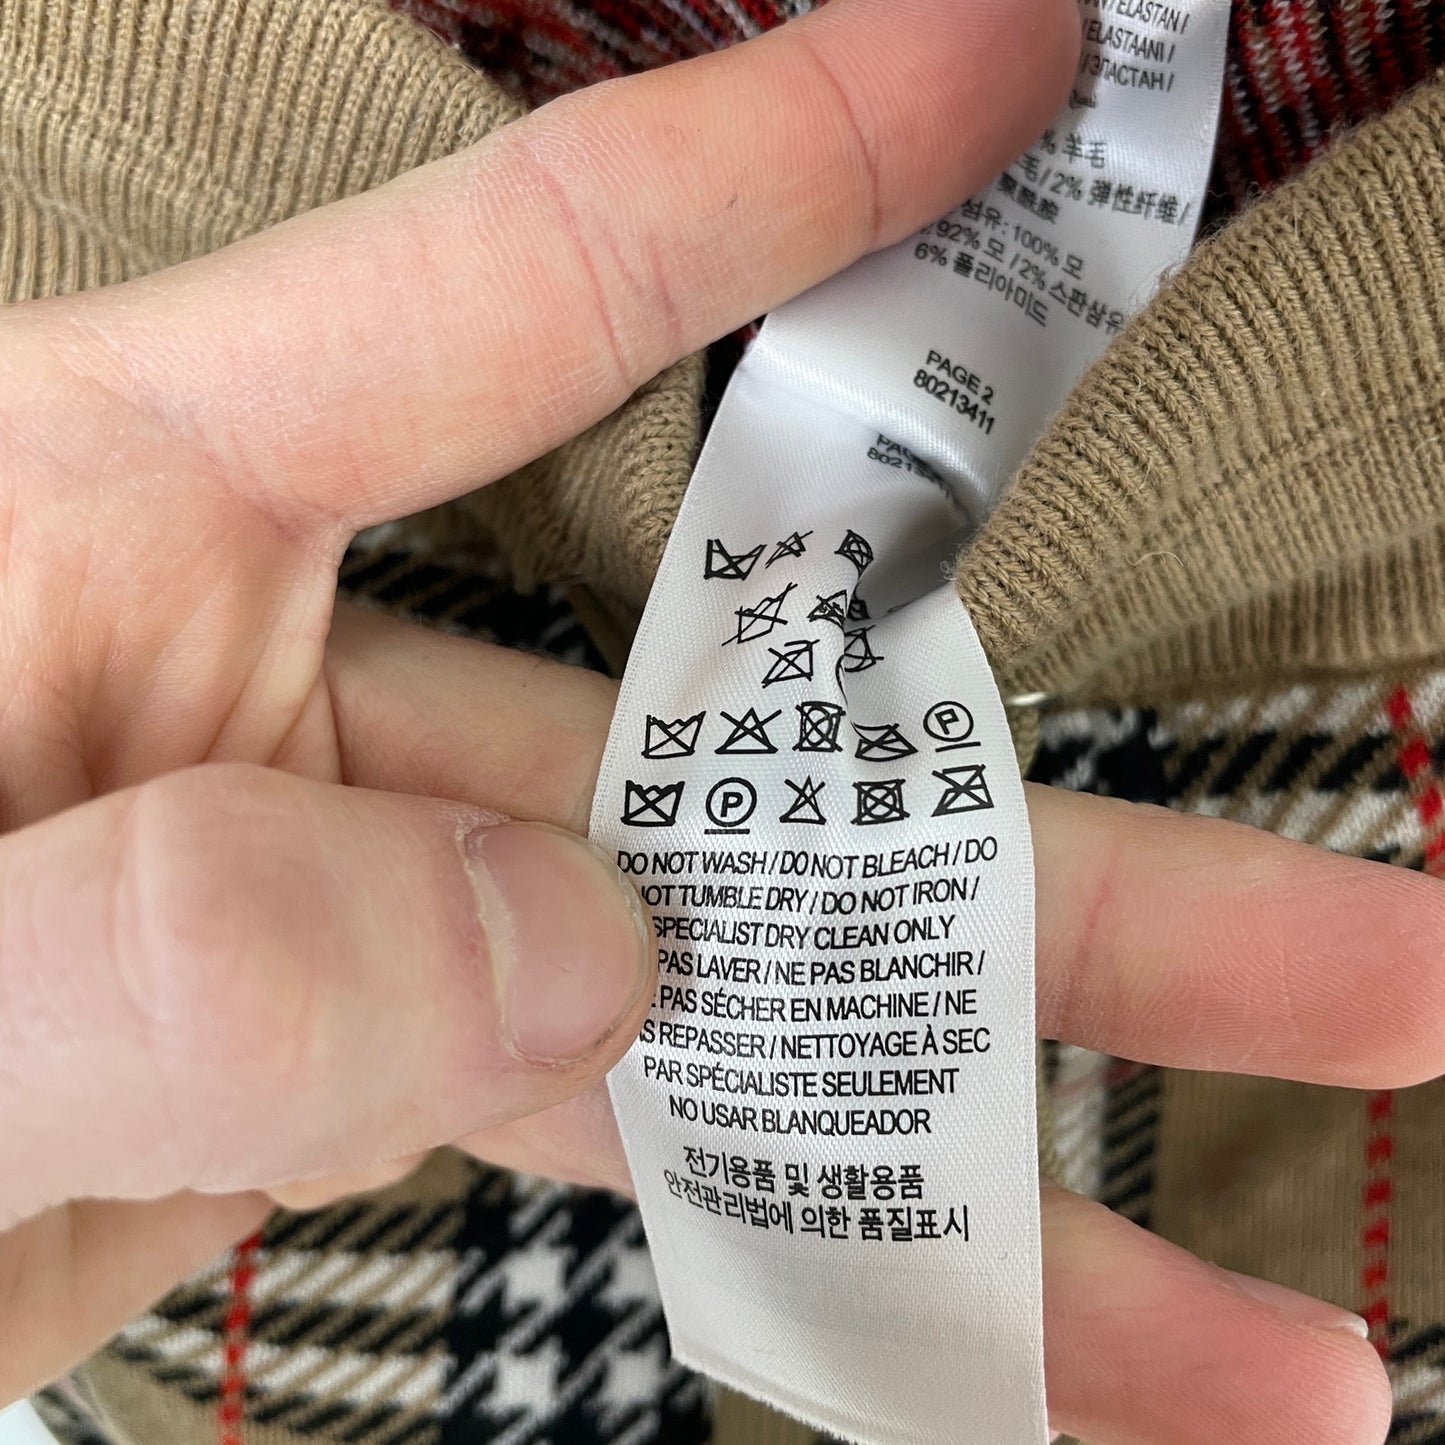 /ELASTAN/
/ELASTAANI/
/ЭЛАСТАН/
% 羊毛
毛/2% 弹性纤维/
섬유: 100% 모
92% 모 /2% 스판섬유
6% 폴리아미드
PAGE 2
80213411
P
P
DO NOT WASH / DO NOT BLEACH / DO
NOT TUMBLE DRY / DO NOT IRON /
SPECIALIST DRY CLEAN ONLY
PAS LAVER / NE PAS BLANCHIR /
PAS SÉCHER EN MACHINE / NE
REPASSER / NETTOYAGE À SEC
PAR SPÉCIALISTE SEULEMENT
NO USAR BLANQUEADOR
전기용품 및 생활용품
안전관리법에 의한 품질표시